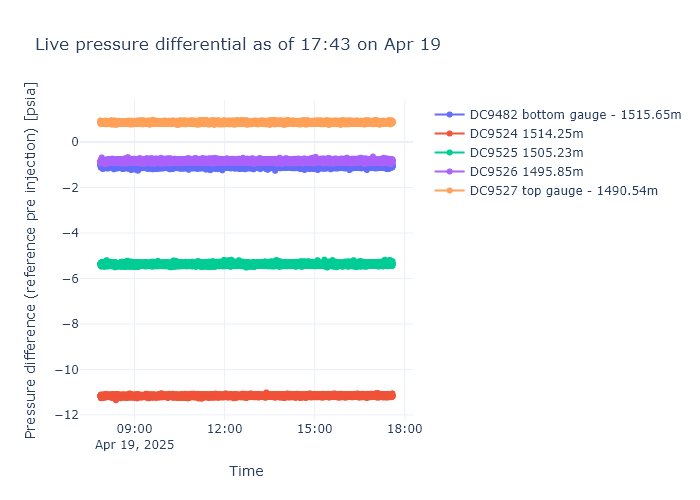 Live pressure differential as of 17:43 on Apr 19
Pressure difference (reference pre injection) [psia]
0
−2
−4
−6
−8
−10
−12
09:00
Apr 19, 2025
12:00
15:00
18:00
Time
DC9482 bottom gauge - 1515.65m
DC9524 1514.25m
DC9525 1505.23m
DC9526 1495.85m
DC9527 top gauge - 1490.54m